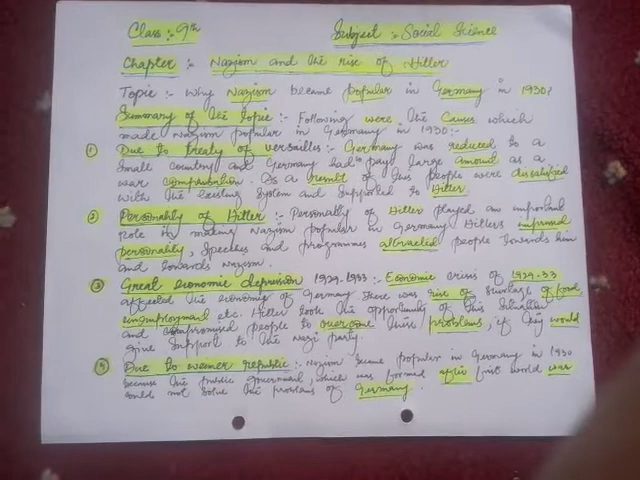 Class :- 9th Subject :- Social Science
Chapter :- Nazism and the rise of Hitler
Topic :- Why Nazism became popular in Germany in 1930?
Summary of the topic :- Following were the causes which
made nazism popular in Germany in 1930 :-
① Due to treaty of versailles :- Germany was reduced to a
small country and Germany had to pay large amound as a
war . As a result of this people were dissatisfied
with the existing system and supported to Hitler.
② Personality of Hitler :- Personality of Hitler played an important
role in making Nazism popular in Germany Hitler's
personality, speeches and programmes attracted people towards him
and towards nazism.
③ Great economic depression 1929-1933 :- Economic crisis of 1929-33
affected the economy of Germany there was rise of shortage of food,
unemployment etc. Hitler took the opportunity of this situation
and people to overcome these problems, if they would
give support to the nazi party.
④ Due to weimer republic :- Nazism became popular in Germany in 1930
because the public , which was formed after first world war
could not solve the problems of Germany.